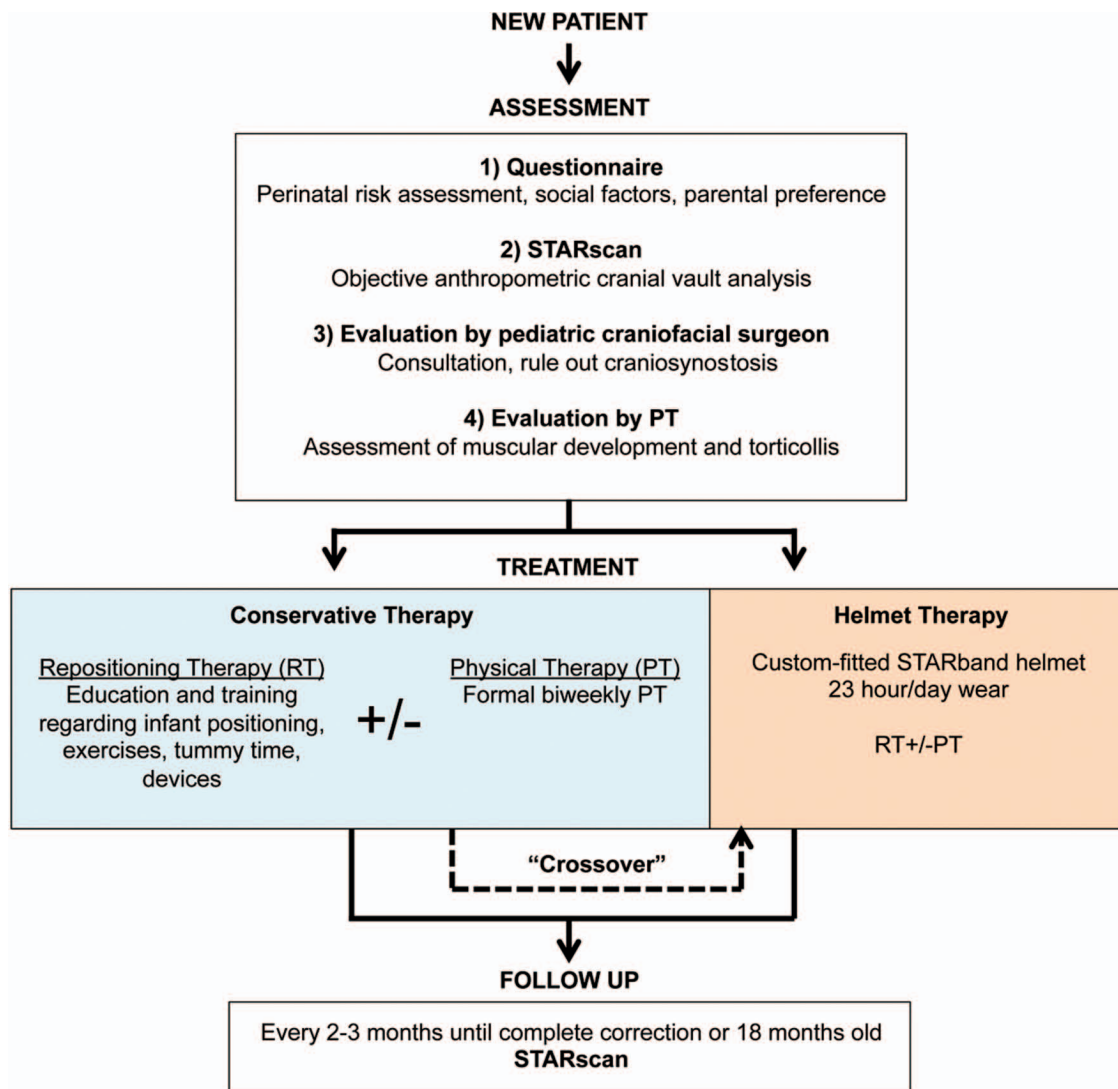 NEW PATIENT
ASSESSMENT
1) Questionnaire
Perinatal risk assessment, social factors, parental preference
2) STARscan
Objective anthropometric cranial vault analysis
3) Evaluation by pediatric craniofacial surgeon
Consultation, rule out craniosynostosis
4) Evaluation by PT
Assessment of muscular development and torticollis
TREATMENT
Conservative Therapy
Repositioning Therapy (RT)
Education and training
regarding infant positioning,
exercises, tummy time,
devices
+/-
Physical Therapy (PT)
Formal biweekly PT
Helmet Therapy
Custom-fitted STARband helmet
23 hour/day wear
RT+/-PT
“Crossover”
FOLLOW UP
Every 2-3 months until complete correction or 18 months old
STARscan